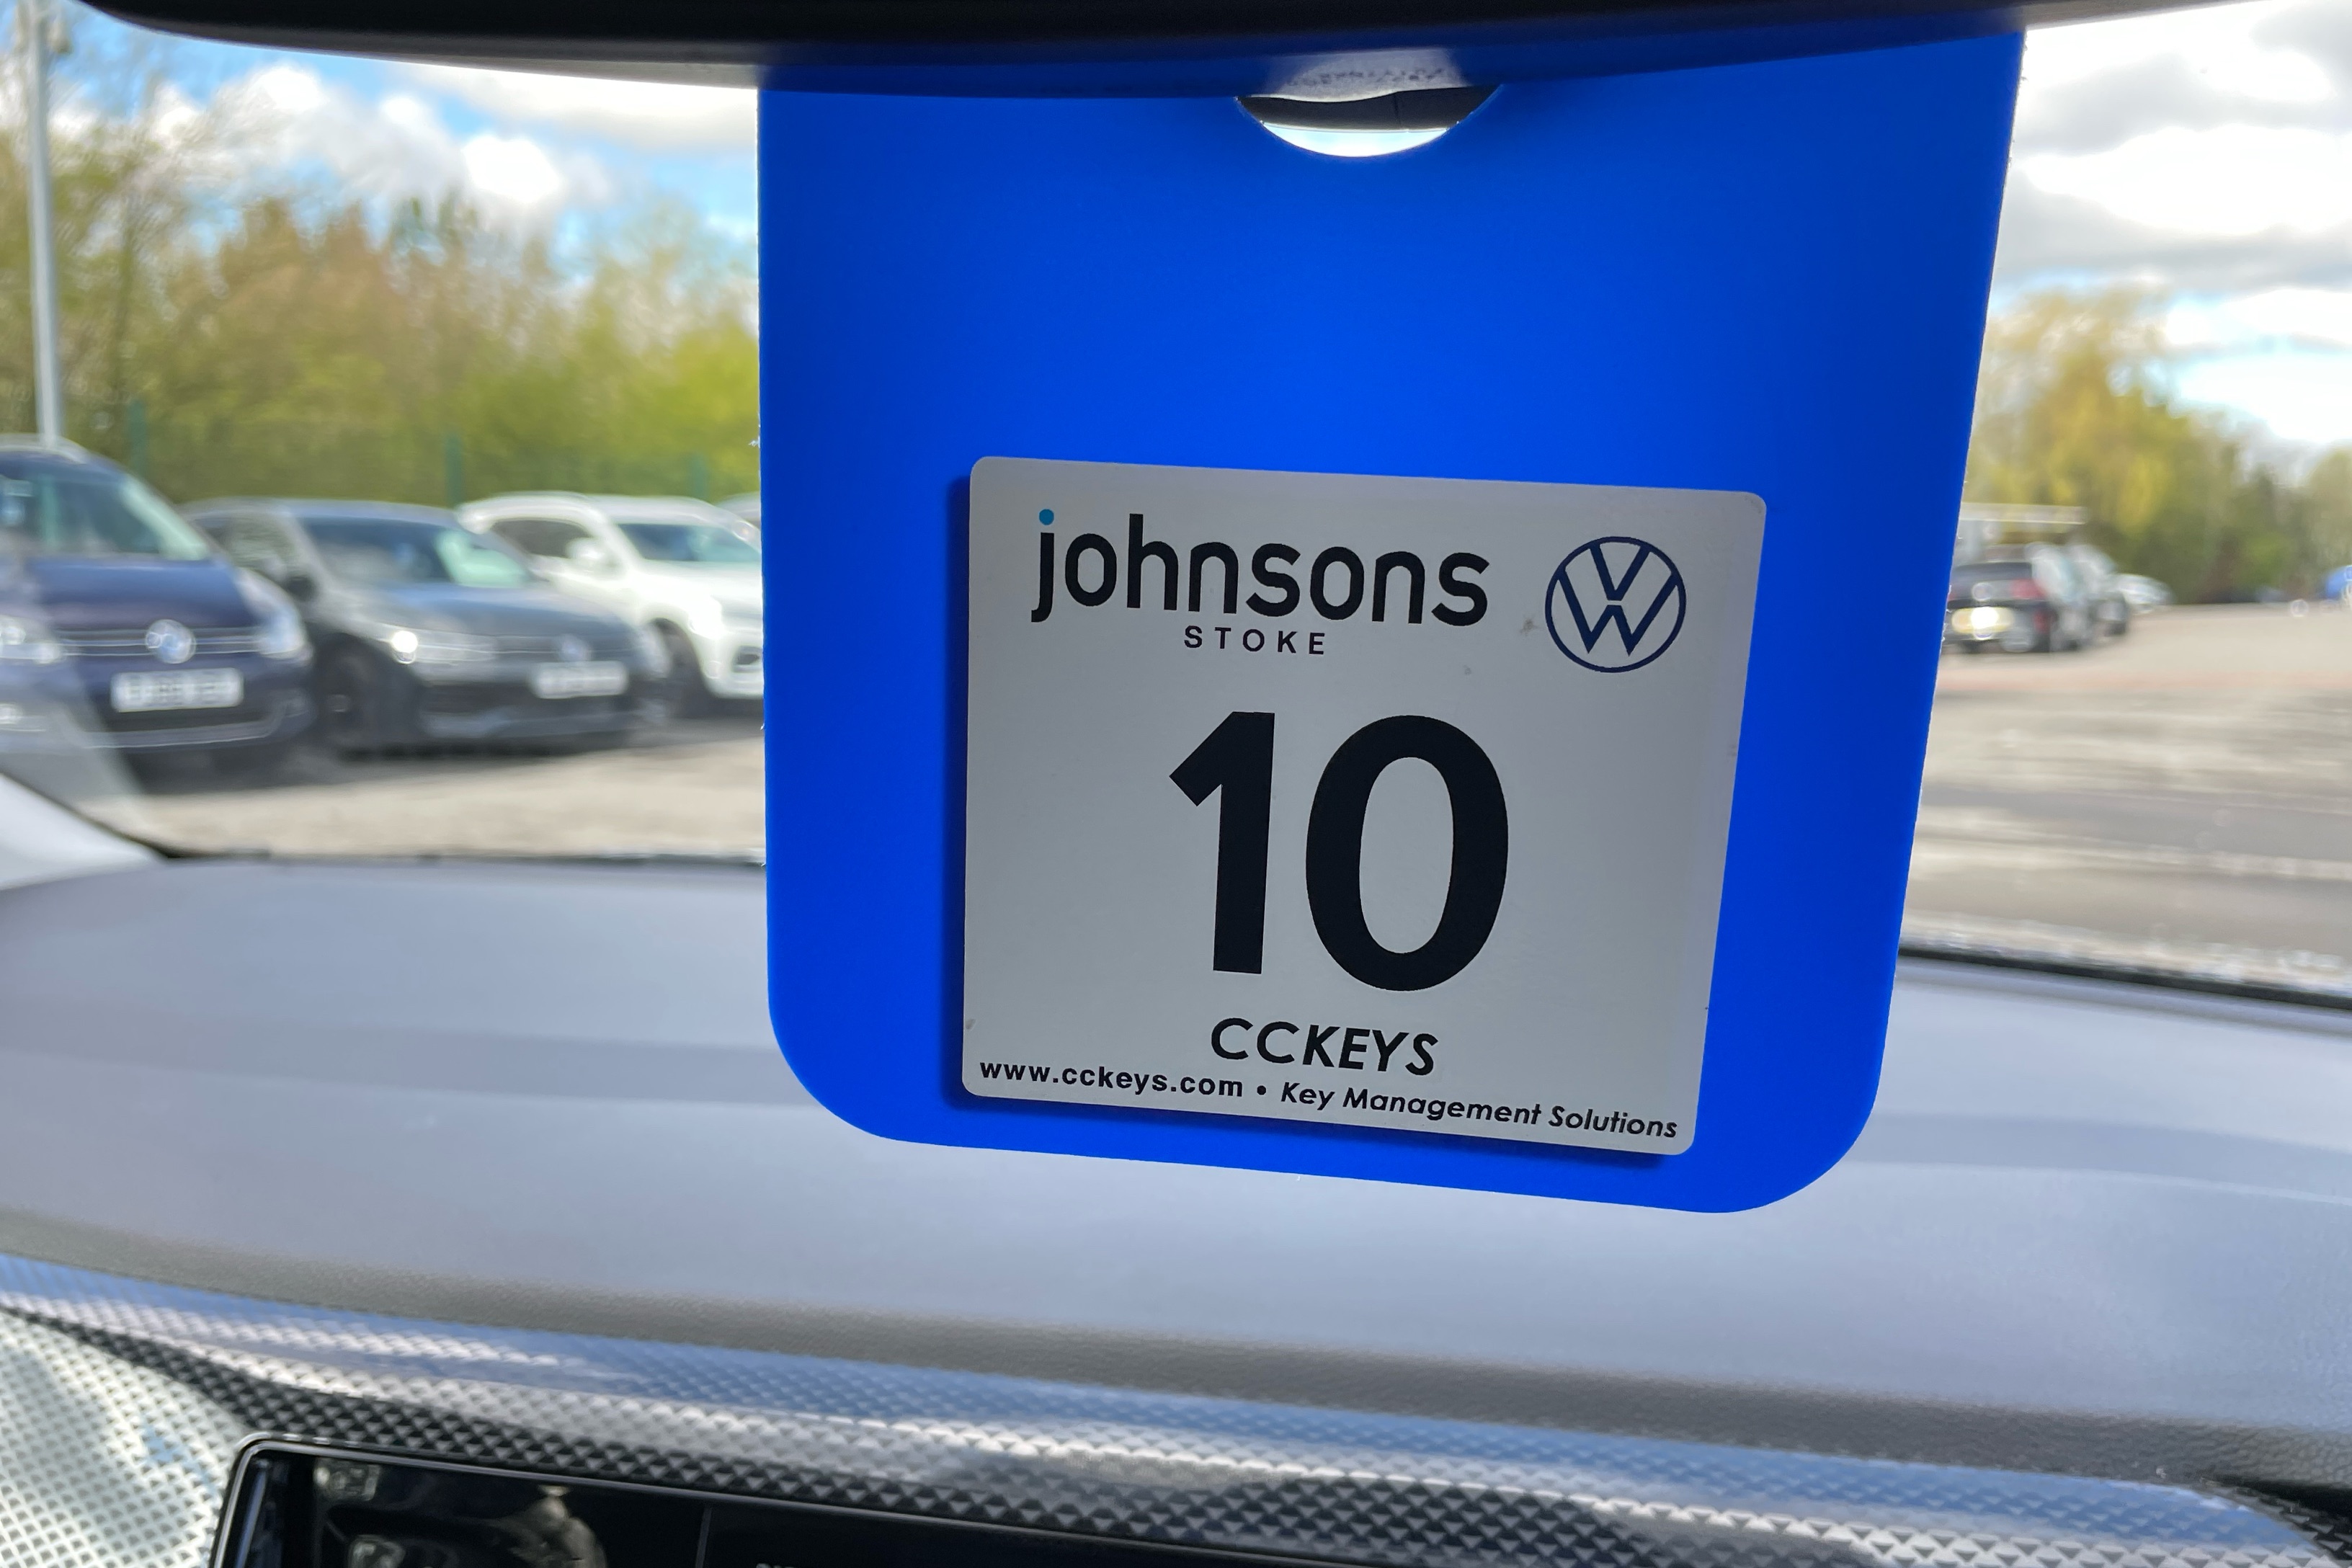 johnsons
STOKE
10
CCKEYS
www.cckeys.com • Key Management Solutions